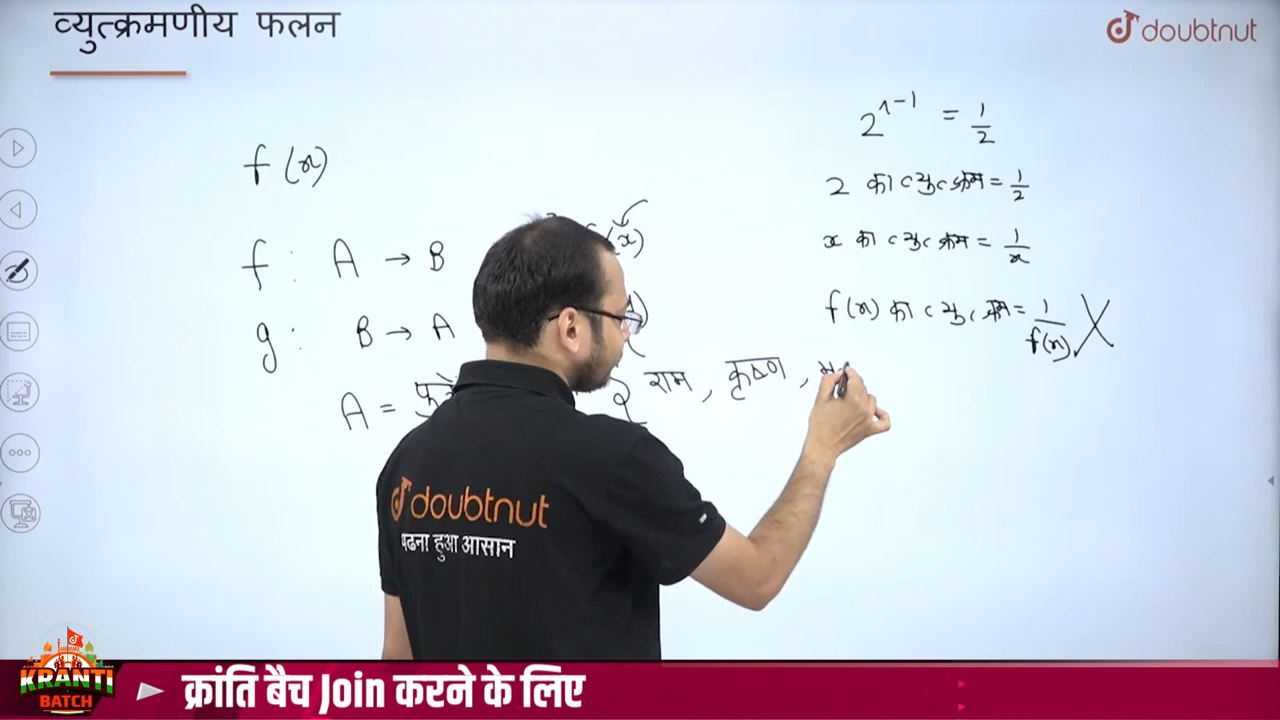 व्युत्क्रमणीय फलन
doubtnut
2^-1 = 1/2
2 का व्युत्क्रम = 1/2
x का व्युत्क्रम = 1/x
f(x) का व्युत्क्रम = 1/f(x) X
f (x)
f : A → B
(x)
g : B → A
A =
राम , कृष्ण ,
doubtnut
पढना हुआ आसान
KRANTI
BATCH
क्रांति बैच Join करने के लिए